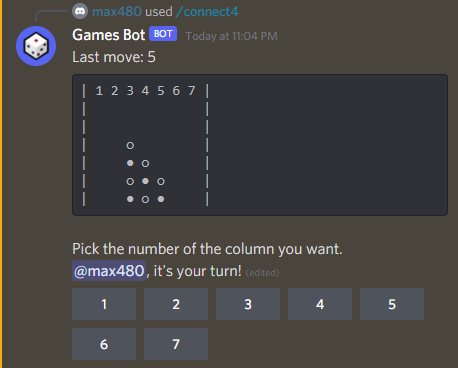 max480 used /connect4
Games Bot BOT Today at 11:04 PM
Last move: 5
| 1 2 3 4 5 6 7 |
Pick the number of the column you want.
@max480, it's your turn! (edited)
1 2 3 4 5
6 7